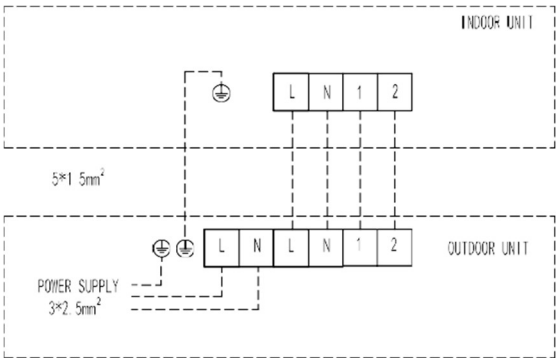 INDOOR UNIT
L N 1 2
5*1.5mm²
L N L N 1 2
OUTDOOR UNIT
POWER SUPPLY
3*2.5mm²